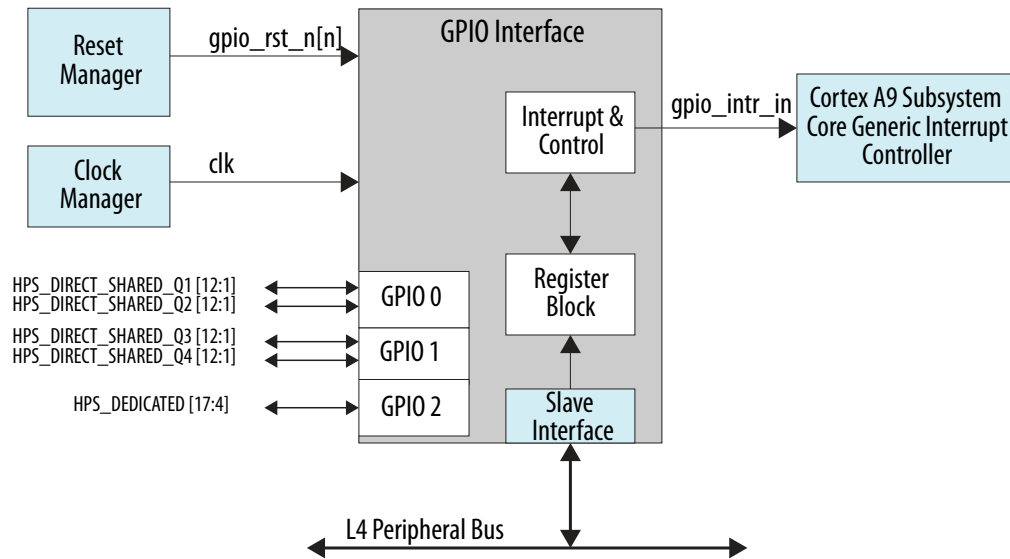 GPIO Interface
Reset
Manager
gpio_rst_n[n]
Clock
Manager
clk
Interrupt &
Control
gpio_intr_in
Cortex A9 Subsystem
Core Generic Interrupt
Controller
Register
Block
HPS_DIRECT_SHARED_Q1 [12:1]
HPS_DIRECT_SHARED_Q2 [12:1]
GPIO 0
HPS_DIRECT_SHARED_Q3 [12:1]
HPS_DIRECT_SHARED_Q4 [12:1]
GPIO 1
HPS_DEDICATED [17:4]
GPIO 2
Slave
Interface
L4 Peripheral Bus